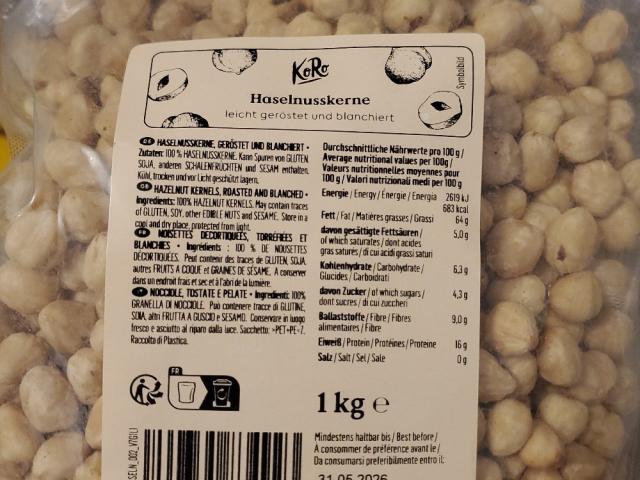 KoRo
Haselnusskerne
leicht geröstet und blanchiert
Symbolbild
DE HASELNUSSKERNE, GERÖSTET UND BLANCHIERT •
Zutaten: 100 % HASELNUSSKERNE. Kann Spuren von GLUTEN,
SOJA, anderen SCHALENFRÜCHTEN und SESAM enthalten.
Kühl, trocken und vor Licht geschützt lagern.
GB HAZELNUT KERNELS, ROASTED AND BLANCHED •
Ingredients: 100% HAZELNUT KERNELS. May contain traces
of GLUTEN, SOY, other EDIBLE NUTS and SESAME. Store in a
cool and dry place, protected from light.
NOISETTES DÉCORTIQUÉES, TORRÉFIÉES ET
BLANCHIES • Ingrédients : 100 % DE NOISETTES
DÉCORTIQUÉES. Peut contenir des traces de GLUTEN, SOJA,
autres FRUITS À COQUE et GRAINES DE SÉSAME. À conserver
dans un endroit frais et sec et à l'abri de la lumière.
NOCCIOLE, TOSTATE E PELATE • Ingredienti: 100%
GRANELLA DI NOCCIOLE. Può contenere tracce di GLUTINE,
SOIA, altri FRUTTA A GUSCIO e SESAMO. Conservare in luogo
fresco e asciutto al riparo dalla luce. Sacchetto: >PET+PE<7.
Raccolta di Plastica.
FR
Durchschnittliche Nährwerte pro 100 g /
Average nutritional values per 100g /
Valeurs nutritionnelles moyennes pour
100 g / Valori nutrizionali medi per 100 g
Energie / Energy / Énergie / Energia 2619 kJ
683 kcal
Fett / Fat / Matières grasses / Grassi 64 g
davon gesättigte Fettsäuren / 5,0 g
of which saturates / dont acides
gras saturés / di cui acidi grassi saturi
Kohlenhydrate / Carbohydrate / 6,3 g
Glucides / Carboidrati
davon Zucker / of which sugars / 4,3 g
dont sucres / di cui zuccheri
Ballaststoffe / Fibre / Fibres 9,0 g
alimentaires / Fibre
Eiweiß / Protein / Protéines / Proteine 16 g
Salz / Salt / Sel / Sale 0 g
1 kg e
Mindestens haltbar bis / Best before /
À consommer de préférence avant le /
Da consumarsi preferibilmente entro il:
31.05.2026